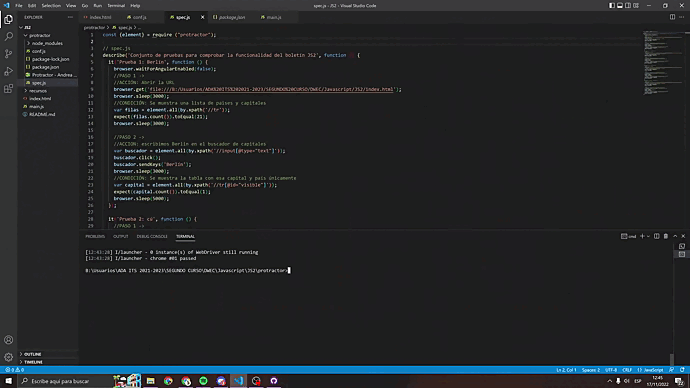 File Edit Selection View Go Run Terminal Help
spec.js - JS2 - Visual Studio Code
EXPLORER
index.html
conf.js
spec.js
package.json
main.js
JS2
protractor
node_modules
conf.js
package-lock.json
package.json
Protractor - Andrea
spec.js
recursos
index.html
main.js
README.md
OUTLINE
TIMELINE
protractor > spec.js
1 const {element} = require ("protractor");
2
3 // spec.js
4 describe('Conjunto de pruebas para comprobar la funcionalidad del boletín JS2', function
5 it('Prueba 1: Berlin', function () {
6 browser.waitForAngularEnabled(false);
7 //PASO 1 ->
8 //ACCIÓN: Abrir la URL
9 browser.get('file:///B:/Usuarios/ADA%20ITS%202021-2023/SEGUNDO%20CURSO/DWEC/Javascript/JS2/index.html');
10 browser.sleep(3000);
11 //CONDICIÓN: Se muestra una lista de países y capitales
12 var filas = element.all(by.xpath('//tr'));
13 expect(filas.count()).toEqual(21);
14 browser.sleep(3000);
15
16 //PASO 2 ->
17 //ACCIÓN: escribimos Berlin en el buscador de capitales
18 var buscador = element.all(by.xpath('//input[@type="text"]'));
19 buscador.click();
20 buscador.sendKeys('Berlin');
21 browser.sleep(3000);
22 //CONDICIÓN: Se muestra la tabla con esa capital y país únicamente
23 var capital = element.all(by.xpath('//tr[@id="visible"]'));
24 expect(capital.count()).toEqual(1);
25 browser.sleep(5000);
26 });
27
28 it('Prueba 2: cú', function () {
29 //PASO 1 ->
PROBLEMS OUTPUT DEBUG CONSOLE TERMINAL
cmd
[12:43:28] I/launcher - 0 instance(s) of WebDriver still running
[12:43:28] I/launcher - chrome #01 passed
B:\Usuarios\ADA ITS 2021-2023\SEGUNDO CURSO\DWEC\Javascript\JS2\protractor>
0 0
Ln 2, Col 1 Spaces: 2 UTF-8 CRLF JavaScript
Escribe aquí para buscar
ESP
12:45
17/11/2022